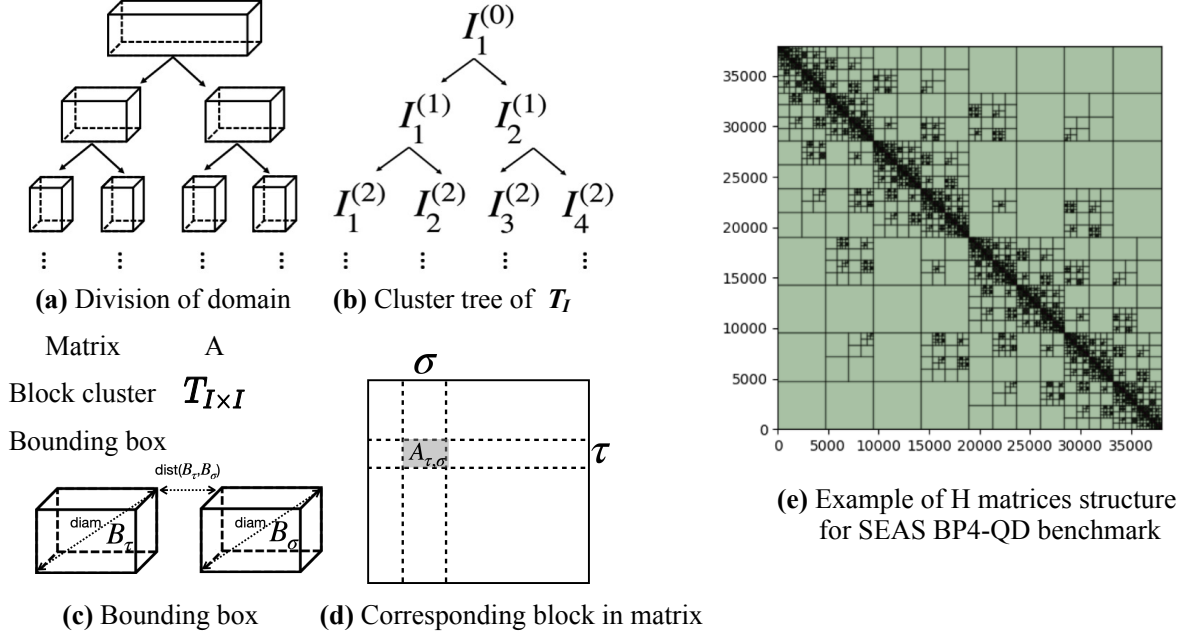 I_1^{(0)}
I_1^{(1)} I_2^{(1)}
I_1^{(2)} I_2^{(2)} I_3^{(2)} I_4^{(2)}
⋮ ⋮ ⋮ ⋮ ⋮ ⋮ ⋮ ⋮
(a) Division of domain
(b) Cluster tree of T_I
Matrix A
Block cluster T_{I×I}
Bounding box
dist(B_τ,B_σ)
diam. B_τ
diam. B_σ
(c) Bounding box
σ
A_{τ,σ}
τ
(d) Corresponding block in matrix
35000
30000
25000
20000
15000
10000
5000
0
0 5000 10000 15000 20000 25000 30000 35000
(e) Example of H matrices structure
for SEAS BP4-QD benchmark